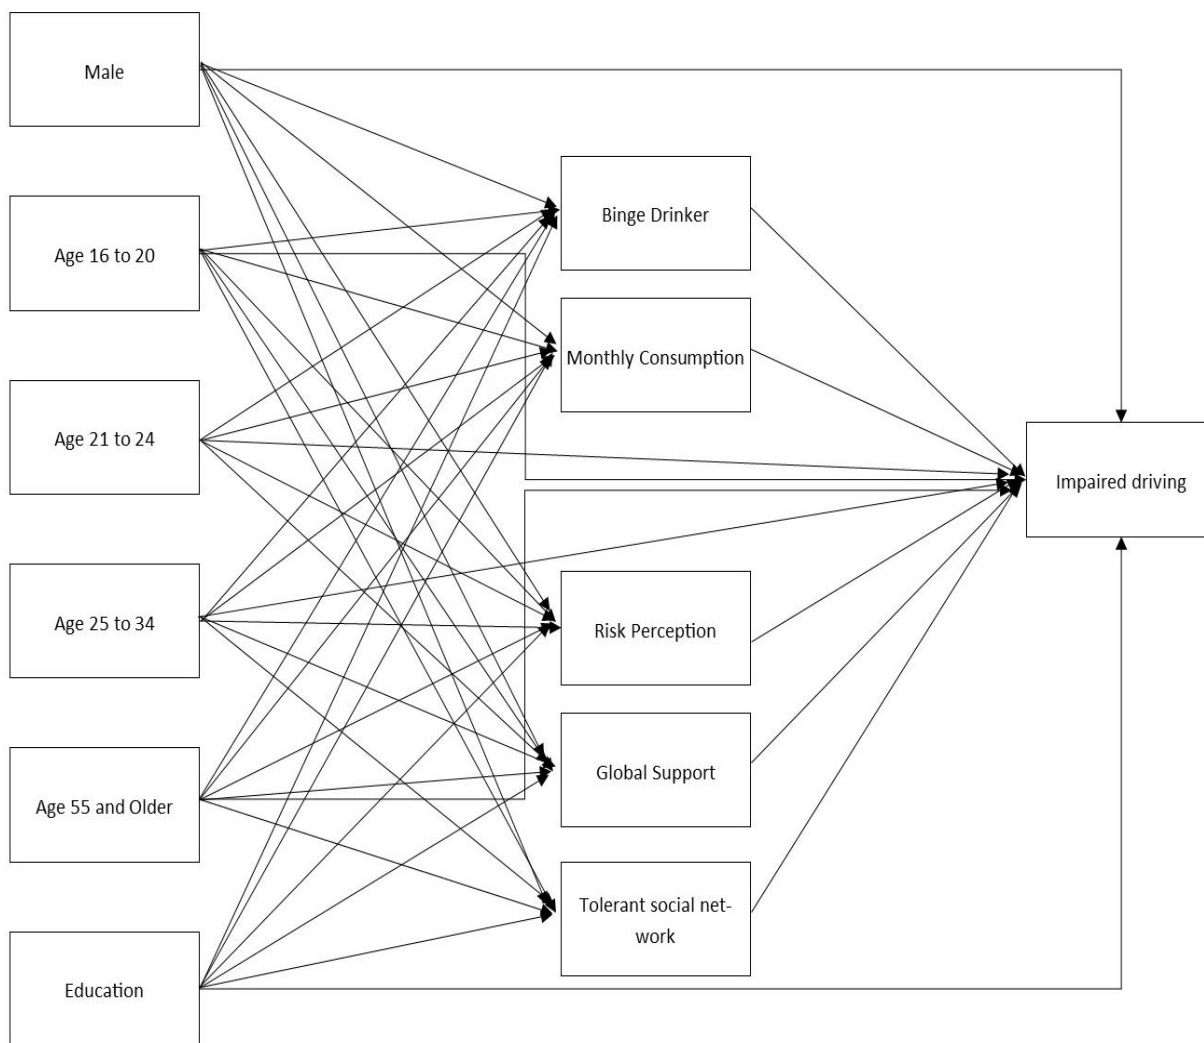 Male
Age 16 to 20
Age 21 to 24
Age 25 to 34
Age 55 and Older
Education
Binge Drinker
Monthly Consumption
Risk Perception
Global Support
Tolerant social net-
work
Impaired driving